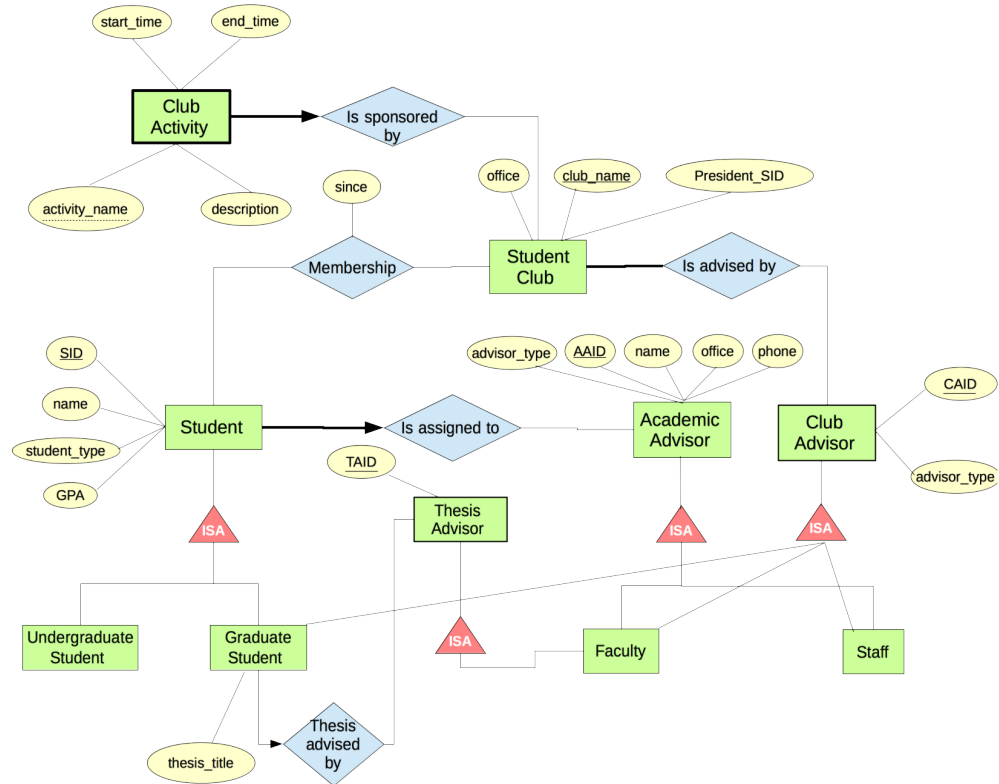 start_time
end_time
Club
Activity
Is sponsored
by
since
office
club_name
President_SID
activity_name
description
Membership
Student
Club
Is advised by
SID
advisor_type
AAID
name
office
phone
CAID
name
Student
Is assigned to
Academic
Advisor
Club
Advisor
student_type
TAID
advisor_type
GPA
Thesis
Advisor
ISA
ISA
ISA
Undergraduate
Student
Graduate
Student
ISA
Faculty
Staff
Thesis
advised
by
thesis_title